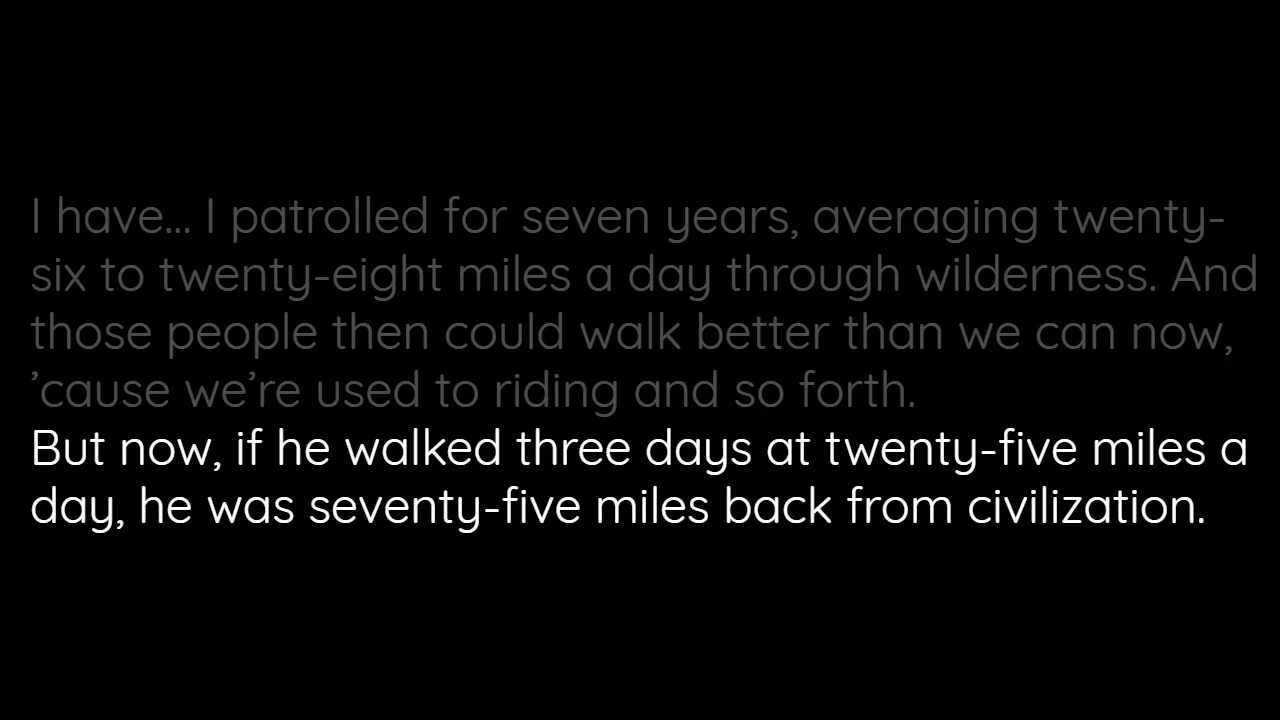 I have... I patrolled for seven years, averaging twenty-
six to twenty-eight miles a day through wilderness. And
those people then could walk better than we can now,
’cause we’re used to riding and so forth.
But now, if he walked three days at twenty-five miles a
day, he was seventy-five miles back from civilization.